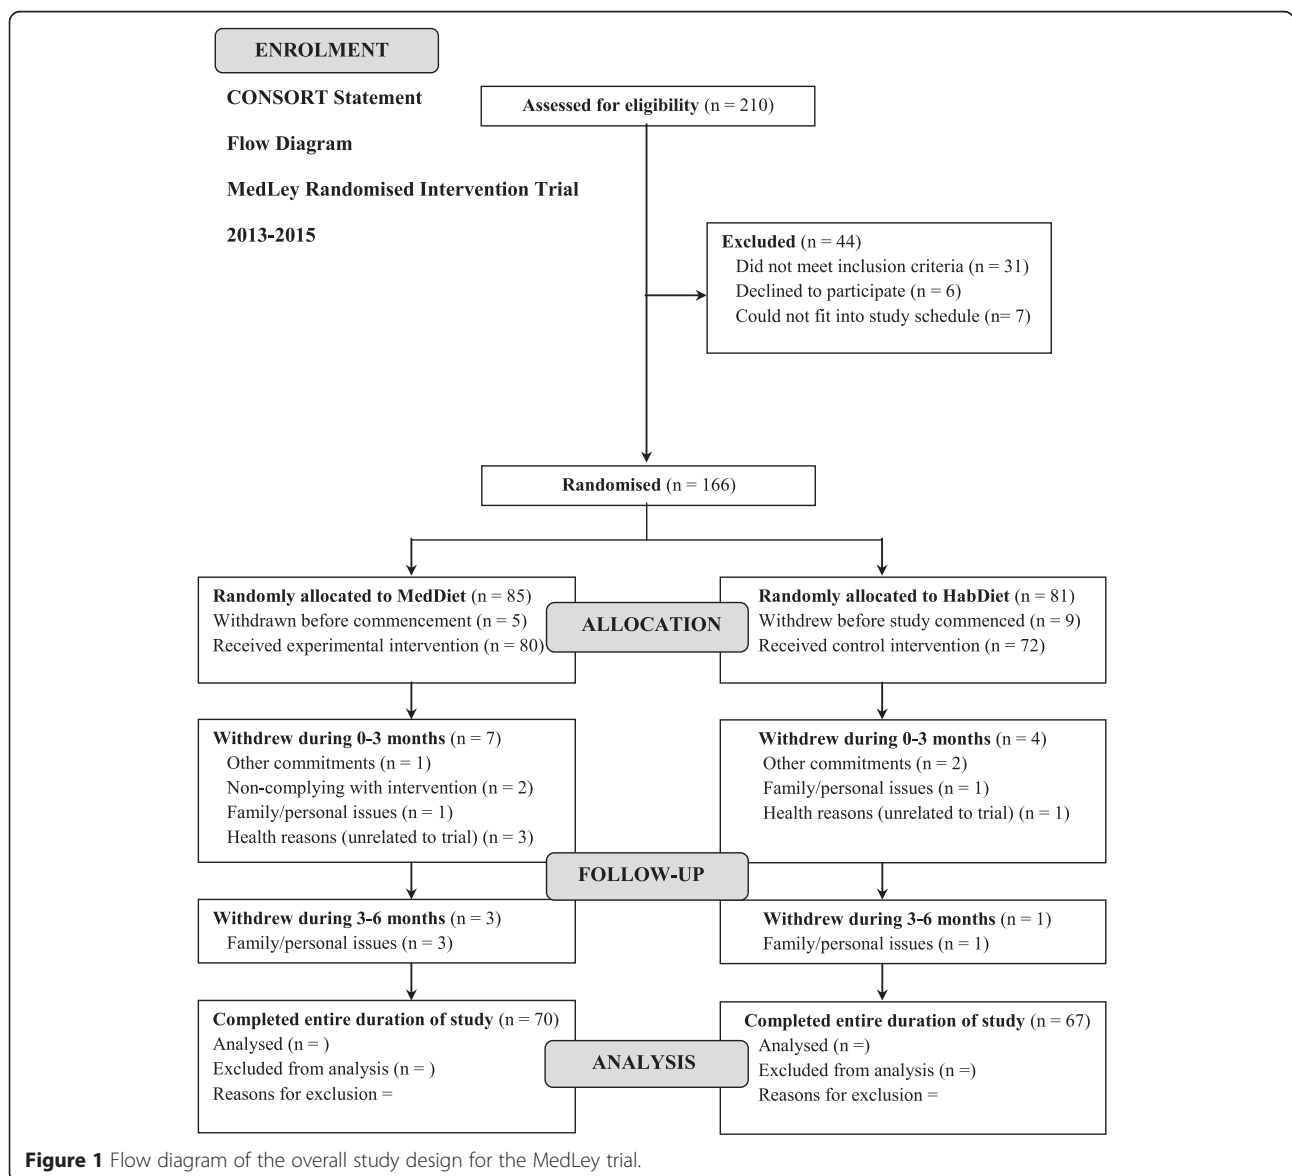 ENROLMENT
CONSORT Statement
Flow Diagram
MedLey Randomised Intervention Trial
2013-2015
Assessed for eligibility (n = 210)
Excluded (n = 44)
Did not meet inclusion criteria (n = 31)
Declined to participate (n = 6)
Could not fit into study schedule (n= 7)
Randomised (n = 166)
Randomly allocated to MedDiet (n = 85)
Withdrawn before commencement (n = 5)
Received experimental intervention (n = 80)
ALLOCATION
Randomly allocated to HabDiet (n = 81)
Withdrew before study commenced (n = 9)
Received control intervention (n = 72)
Withdrew during 0-3 months (n = 7)
Other commitments (n = 1)
Non-complying with intervention (n = 2)
Family/personal issues (n = 1)
Health reasons (unrelated to trial) (n = 3)
Withdrew during 0-3 months (n = 4)
Other commitments (n = 2)
Family/personal issues (n = 1)
Health reasons (unrelated to trial) (n = 1)
FOLLOW-UP
Withdrew during 3-6 months (n = 3)
Family/personal issues (n = 3)
Withdrew during 3-6 months (n = 1)
Family/personal issues (n = 1)
Completed entire duration of study (n = 70)
Analysed (n = )
Excluded from analysis (n = )
Reasons for exclusion =
ANALYSIS
Completed entire duration of study (n = 67)
Analysed (n =)
Excluded from analysis (n =)
Reasons for exclusion =
Figure 1 Flow diagram of the overall study design for the MedLey trial.